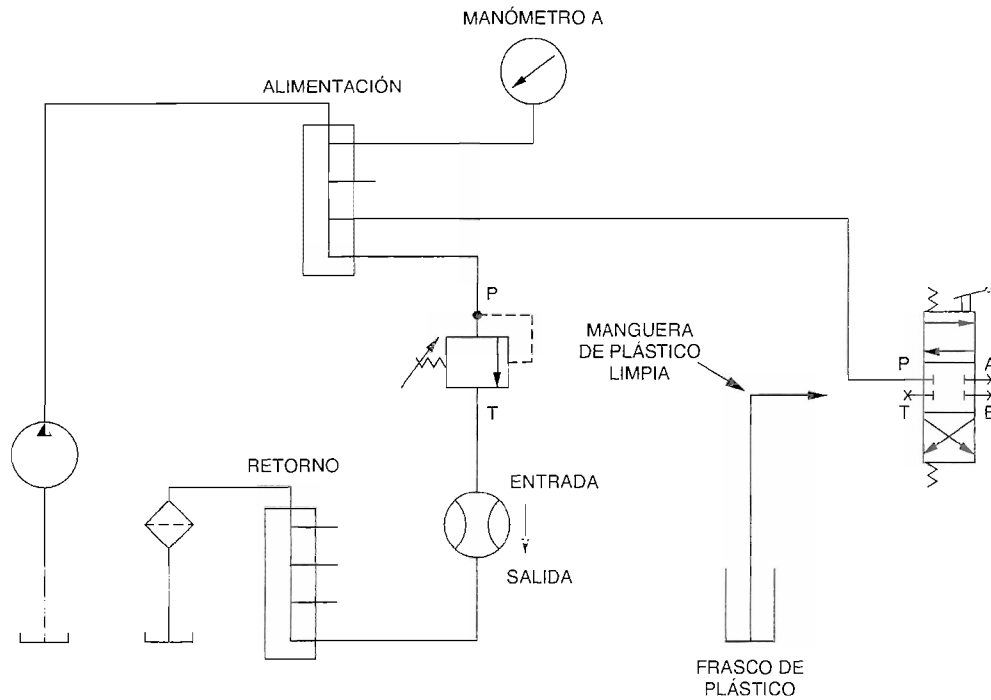 MANÓMETRO A
ALIMENTACIÓN
P
MANGUERA
DE PLÁSTICO
LIMPIA
P
A
T
T
B
RETORNO
ENTRADA
SALIDA
FRASCO DE
PLÁSTICO